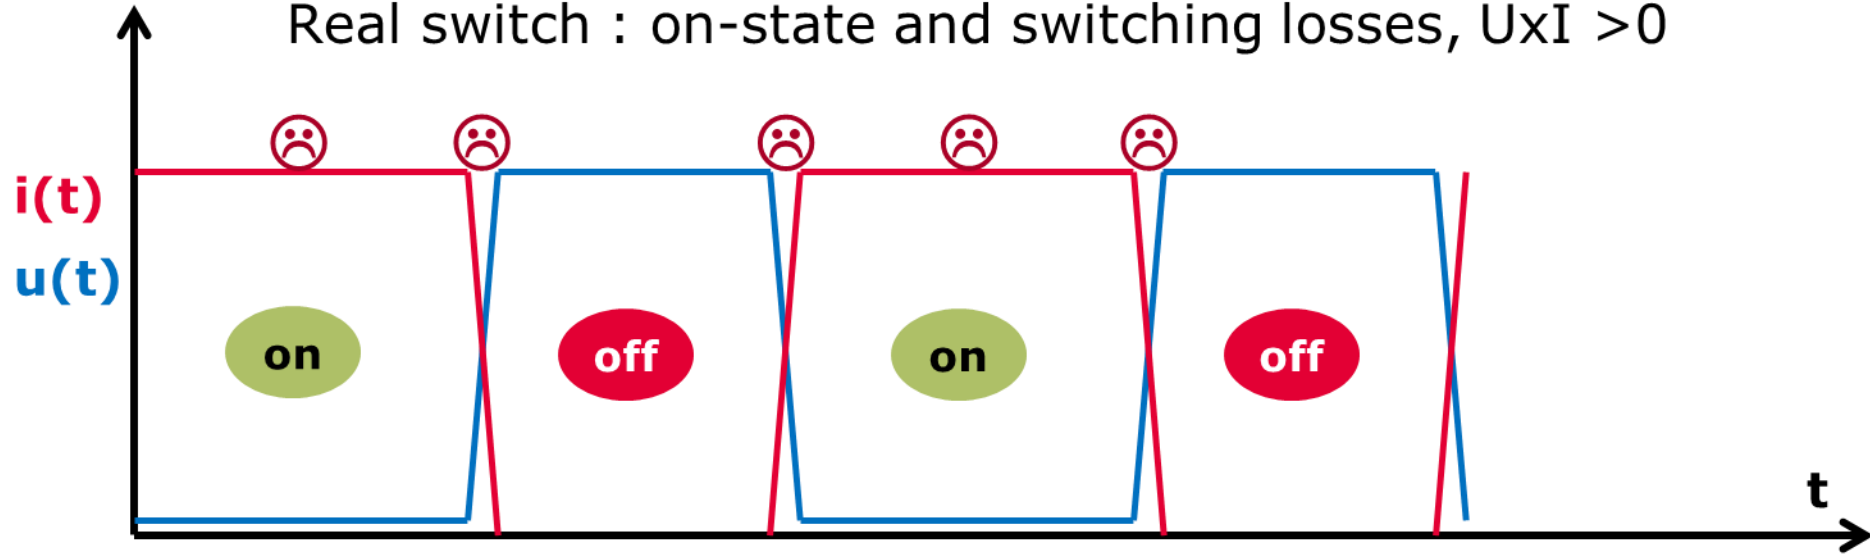 Real switch : on-state and switching losses, UxI >0
i(t)
u(t)
on
off
on
off
t